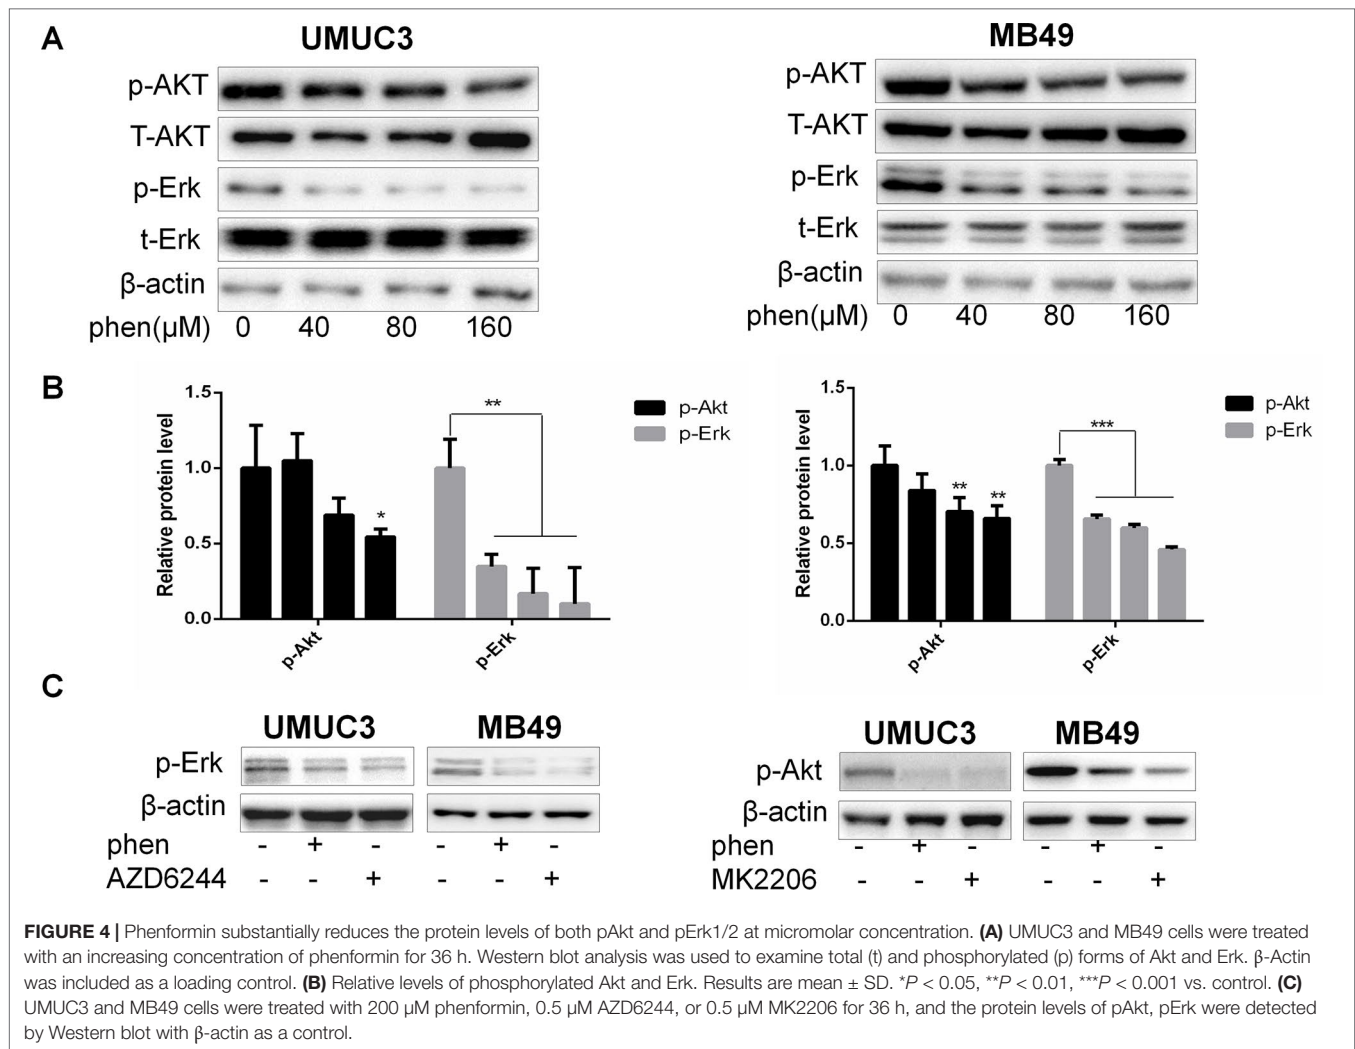 A
UMUC3
MB49
p-AKT
T-AKT
p-Erk
t-Erk
β-actin
phen(μM) 0 40 80 160
p-AKT
T-AKT
p-Erk
t-Erk
β-actin
phen(μM) 0 40 80 160
B
Relative protein level
1.5
1.0
0.5
0.0
*
**
p-Akt
p-Erk
p-Akt
p-Erk
Relative protein level
1.5
1.0
0.5
0.0
**
**
***
p-Akt
p-Erk
p-Akt
p-Erk
C
UMUC3 MB49
p-Erk
β-actin
phen - + - - + -
AZD6244 - - + - - +
UMUC3 MB49
p-Akt
β-actin
phen - + - - + -
MK2206 - - + - - +
FIGURE 4 | Phenformin substantially reduces the protein levels of both pAkt and pErk1/2 at micromolar concentration. (A) UMUC3 and MB49 cells were treated
with an increasing concentration of phenformin for 36 h. Western blot analysis was used to examine total (t) and phosphorylated (p) forms of Akt and Erk. β-Actin
was included as a loading control. (B) Relative levels of phosphorylated Akt and Erk. Results are mean ± SD. *P < 0.05, **P < 0.01, ***P < 0.001 vs. control. (C)
UMUC3 and MB49 cells were treated with 200 μM phenformin, 0.5 μM AZD6244, or 0.5 μM MK2206 for 36 h, and the protein levels of pAkt, pErk were detected
by Western blot with β-actin as a control.